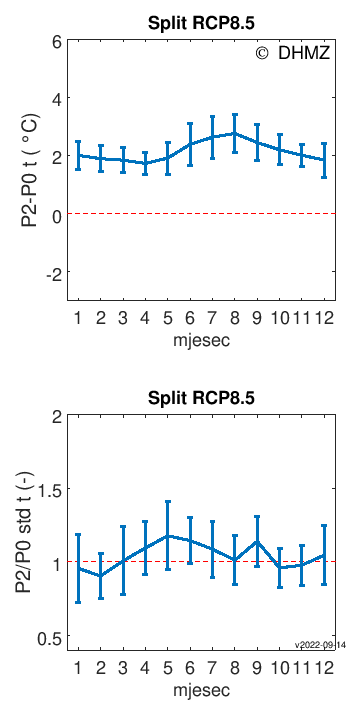 Split RCP8.5
© DHMZ
P2-P0 t ( °C)
6
4
2
0
-2
1 2 3 4 5 6 7 8 9 10 11 12
mjesec
Split RCP8.5
P2/P0 std t (-)
2
1.5
1
0.5
v2022-09-14
1 2 3 4 5 6 7 8 9 10 11 12
mjesec